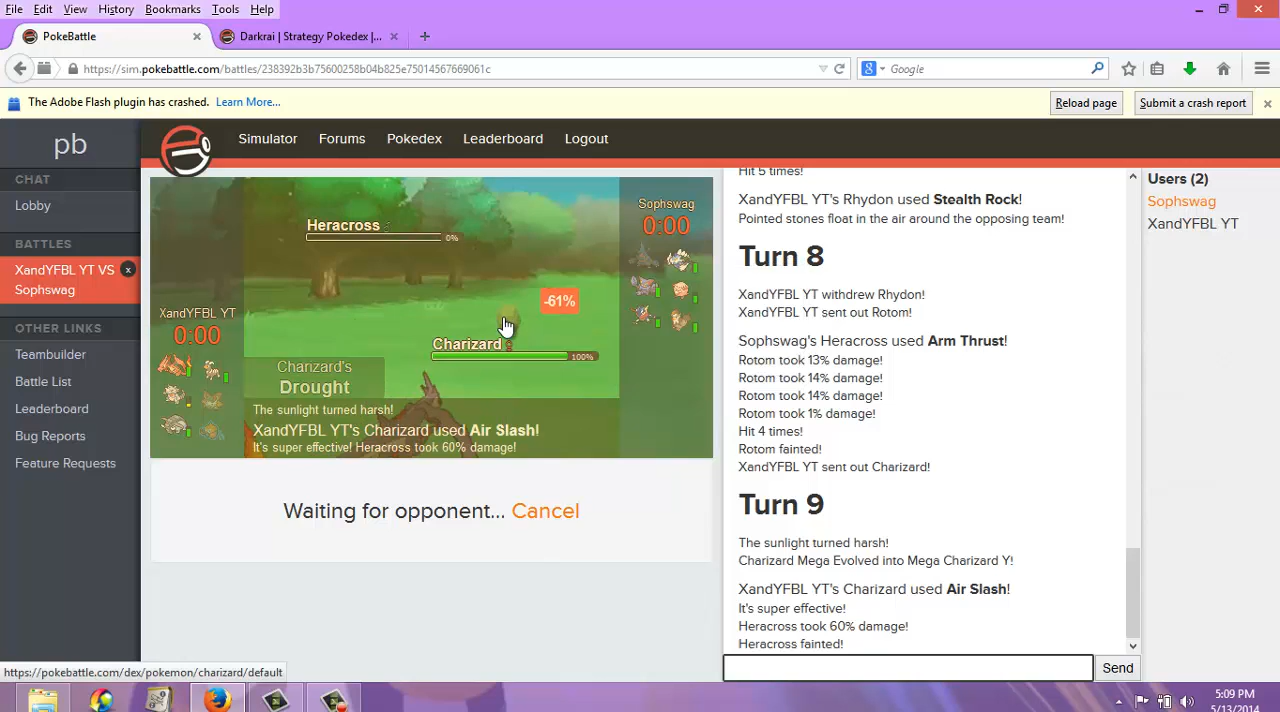 File Edit View History Bookmarks Tools Help
PokeBattle
Darkrai | Strategy Pokedex |...
https://sim.pokebattle.com/battles/238392b3b75600258b04b825e75014567669061c
Google
The Adobe Flash plugin has crashed. Learn More...
Reload page
Submit a crash report
pb
Simulator Forums Pokedex Leaderboard Logout
CHAT
Lobby
BATTLES
XandYFBL YT VS
Sophswag
OTHER LINKS
Teambuilder
Battle List
Leaderboard
Bug Reports
Feature Requests
Heracross
0%
Sophswag
0:00
-61%
XandYFBL YT
0:00
Charizard
100%
Charizard's
Drought
The sunlight turned harsh!
XandYFBL YT's Charizard used Air Slash!
It's super effective! Heracross took 60% damage!
Waiting for opponent... Cancel
Hit 5 times!
XandYFBL YT's Rhydon used Stealth Rock!
Pointed stones float in the air around the opposing team!
Turn 8
XandYFBL YT withdrew Rhydon!
XandYFBL YT sent out Rotom!
Sophswag's Heracross used Arm Thrust!
Rotom took 13% damage!
Rotom took 14% damage!
Rotom took 14% damage!
Rotom took 1% damage!
Hit 4 times!
Rotom fainted!
XandYFBL YT sent out Charizard!
Turn 9
The sunlight turned harsh!
Charizard Mega Evolved into Mega Charizard Y!
XandYFBL YT's Charizard used Air Slash!
It's super effective!
Heracross took 60% damage!
Heracross fainted!
Send
Users (2)
Sophswag
XandYFBL YT
https://pokebattle.com/dex/pokemon/charizard/default
5:09 PM
5/13/2014